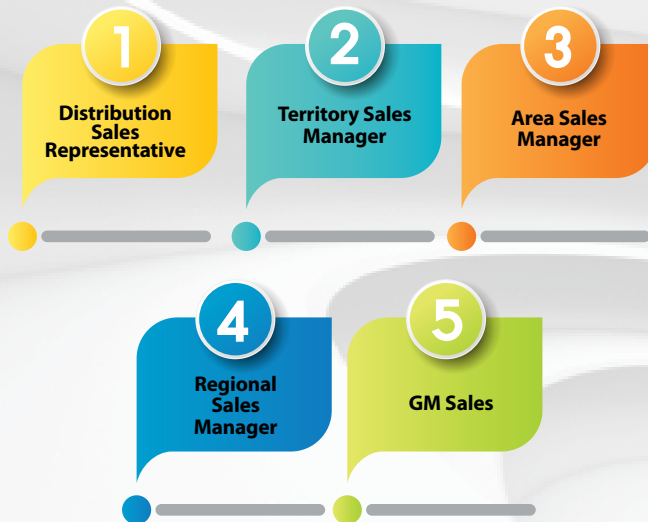 1
Distribution
Sales
Representative
2
Territory Sales
Manager
3
Area Sales
Manager
4
Regional
Sales
Manager
5
GM Sales